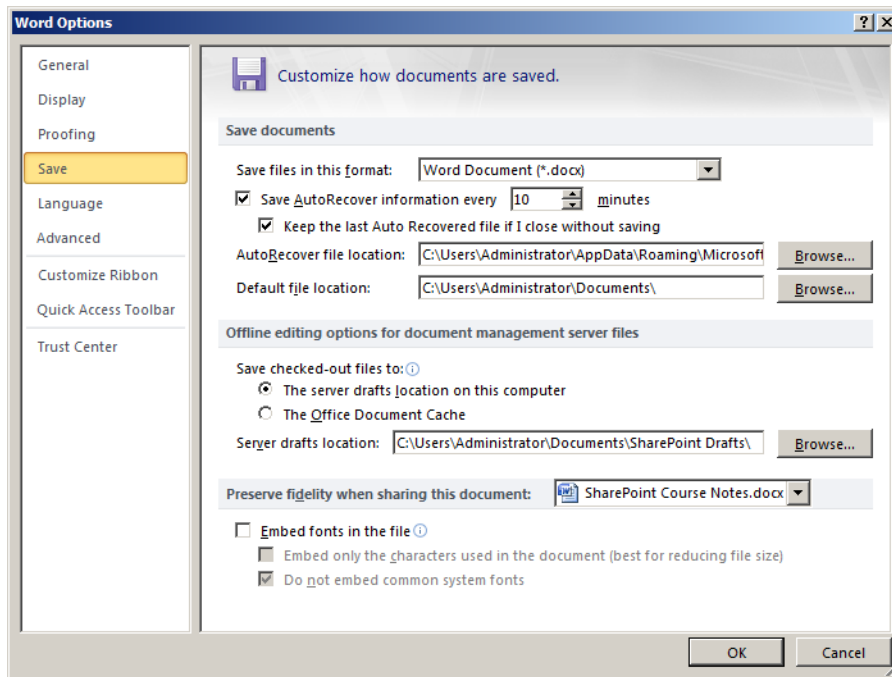 Word Options
General
Display
Proofing
Save
Language
Advanced
Customize Ribbon
Quick Access Toolbar
Trust Center
Customize how documents are saved.
Save documents
Save files in this format: Word Document (*.docx)
Save AutoRecover information every 10 minutes
Keep the last Auto Recovered file if I close without saving
AutoRecover file location: C:\Users\Administrator\AppData\Roaming\Microsoft Browse...
Default file location: C:\Users\Administrator\Documents\ Browse...
Offline editing options for document management server files
Save checked-out files to:
The server drafts location on this computer
The Office Document Cache
Server drafts location: C:\Users\Administrator\Documents\SharePoint Drafts\ Browse...
Preserve fidelity when sharing this document: SharePoint Course Notes.docx
Embed fonts in the file
Embed only the characters used in the document (best for reducing file size)
Do not embed common system fonts
OK Cancel